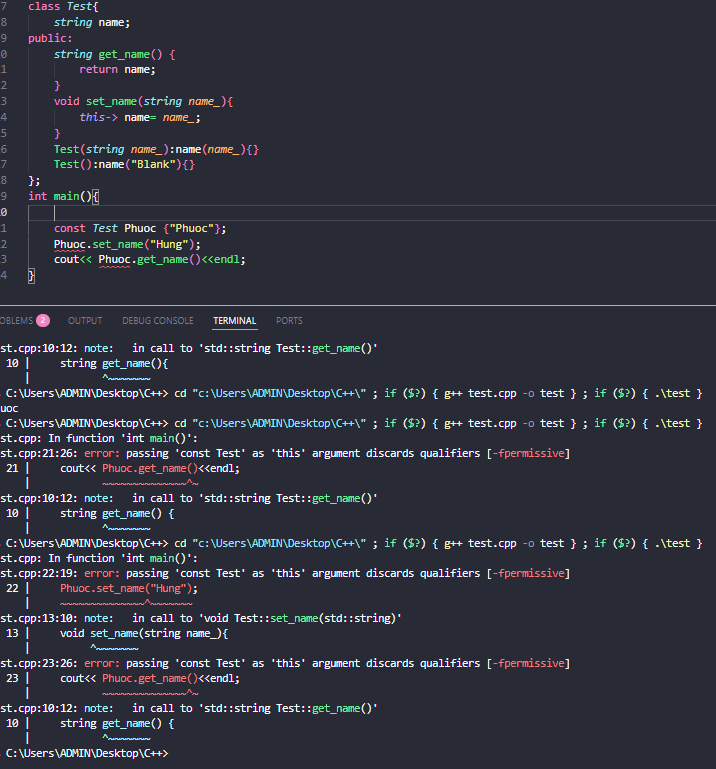 7 class Test{
8 string name;
9 public:
0 string get_name() {
1 return name;
2 }
3 void set_name(string name_){
4 this-> name= name_;
5 }
6 Test(string name_):name(name_){}
7 Test():name("Blank"){}
8 };
9 int main(){
0
1 const Test Phuoc {"Phuoc"};
2 Phuoc.set_name("Hung");
3 cout<< Phuoc.get_name()<<endl;
4 }
OBLEMS 2 OUTPUT DEBUG CONSOLE TERMINAL PORTS
st.cpp:10:12: note:   in call to 'std::string Test::get_name()'
10 |     string get_name(){
|            ^~~~~~~~
C:\Users\ADMIN\Desktop\C++> cd "c:\Users\ADMIN\Desktop\C++\" ; if ($?) { g++ test.cpp -o test } ; if ($?) { .\test }
uoc
C:\Users\ADMIN\Desktop\C++> cd "c:\Users\ADMIN\Desktop\C++\" ; if ($?) { g++ test.cpp -o test } ; if ($?) { .\test }
st.cpp: In function 'int main()':
st.cpp:21:26: error: passing 'const Test' as 'this' argument discards qualifiers [-fpermissive]
21 |     cout<< Phuoc.get_name()<<endl;
|            ~~~~~~~~~~~~~~^~
st.cpp:10:12: note:   in call to 'std::string Test::get_name()'
10 |     string get_name() {
|            ^~~~~~~~
C:\Users\ADMIN\Desktop\C++> cd "c:\Users\ADMIN\Desktop\C++\" ; if ($?) { g++ test.cpp -o test } ; if ($?) { .\test }
st.cpp: In function 'int main()':
st.cpp:22:19: error: passing 'const Test' as 'this' argument discards qualifiers [-fpermissive]
22 |     Phuoc.set_name("Hung");
|     ~~~~~~~~~~~~~~^~~~~~~~
st.cpp:13:10: note:   in call to 'void Test::set_name(std::string)'
13 |     void set_name(string name_){
|          ^~~~~~~~
st.cpp:23:26: error: passing 'const Test' as 'this' argument discards qualifiers [-fpermissive]
23 |     cout<< Phuoc.get_name()<<endl;
|            ~~~~~~~~~~~~~~^~
st.cpp:10:12: note:   in call to 'std::string Test::get_name()'
10 |     string get_name() {
|            ^~~~~~~~
C:\Users\ADMIN\Desktop\C++>